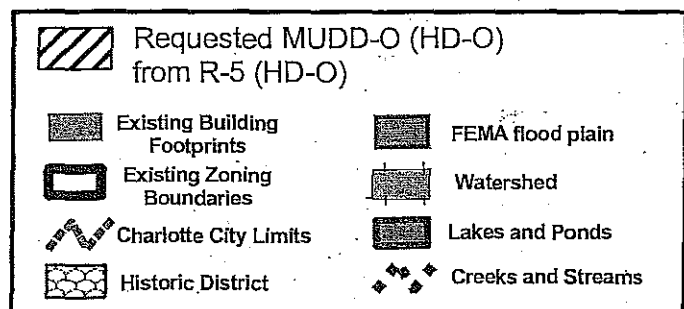 Requested MUDD-O (HD-O)
from R-5 (HD-O)
Existing Building
Footprints
Existing Zoning
Boundaries
Charlotte City Limits
Historic District
FEMA flood plain
Watershed
Lakes and Ponds
Creeks and Streams